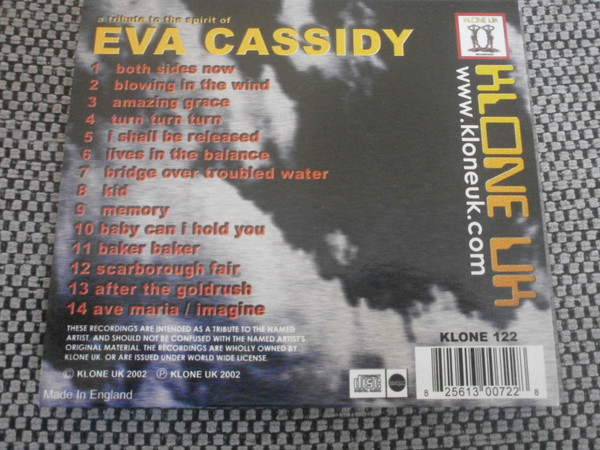 a tribute to the spirit of
EVA CASSIDY
1 both sides now
2 blowing in the wind
3 amazing grace
4 turn turn turn
5 i shall be released
6 lives in the balance
7 bridge over troubled water
8 kid
9 memory
10 baby can i hold you
11 baker baker
12 scarborough fair
13 after the goldrush
14 ave maria / imagine
THESE RECORDINGS ARE INTENDED AS A TRIBUTE TO THE NAMED
ARTIST, AND SHOULD NOT BE CONFUSED WITH THE NAMED ARTIST'S
ORIGINAL MATERIAL. THE RECORDINGS ARE WHOLLY OWNED BY
KLONE UK. OR ARE ISSUED UNDER WORLD WIDE LICENSE.
© KLONE UK 2002 ℗ KLONE UK 2002
Made In England
KLONE UK
KLONE UK
www.kloneuk.com
KLONE 122
8 25613 00722 8